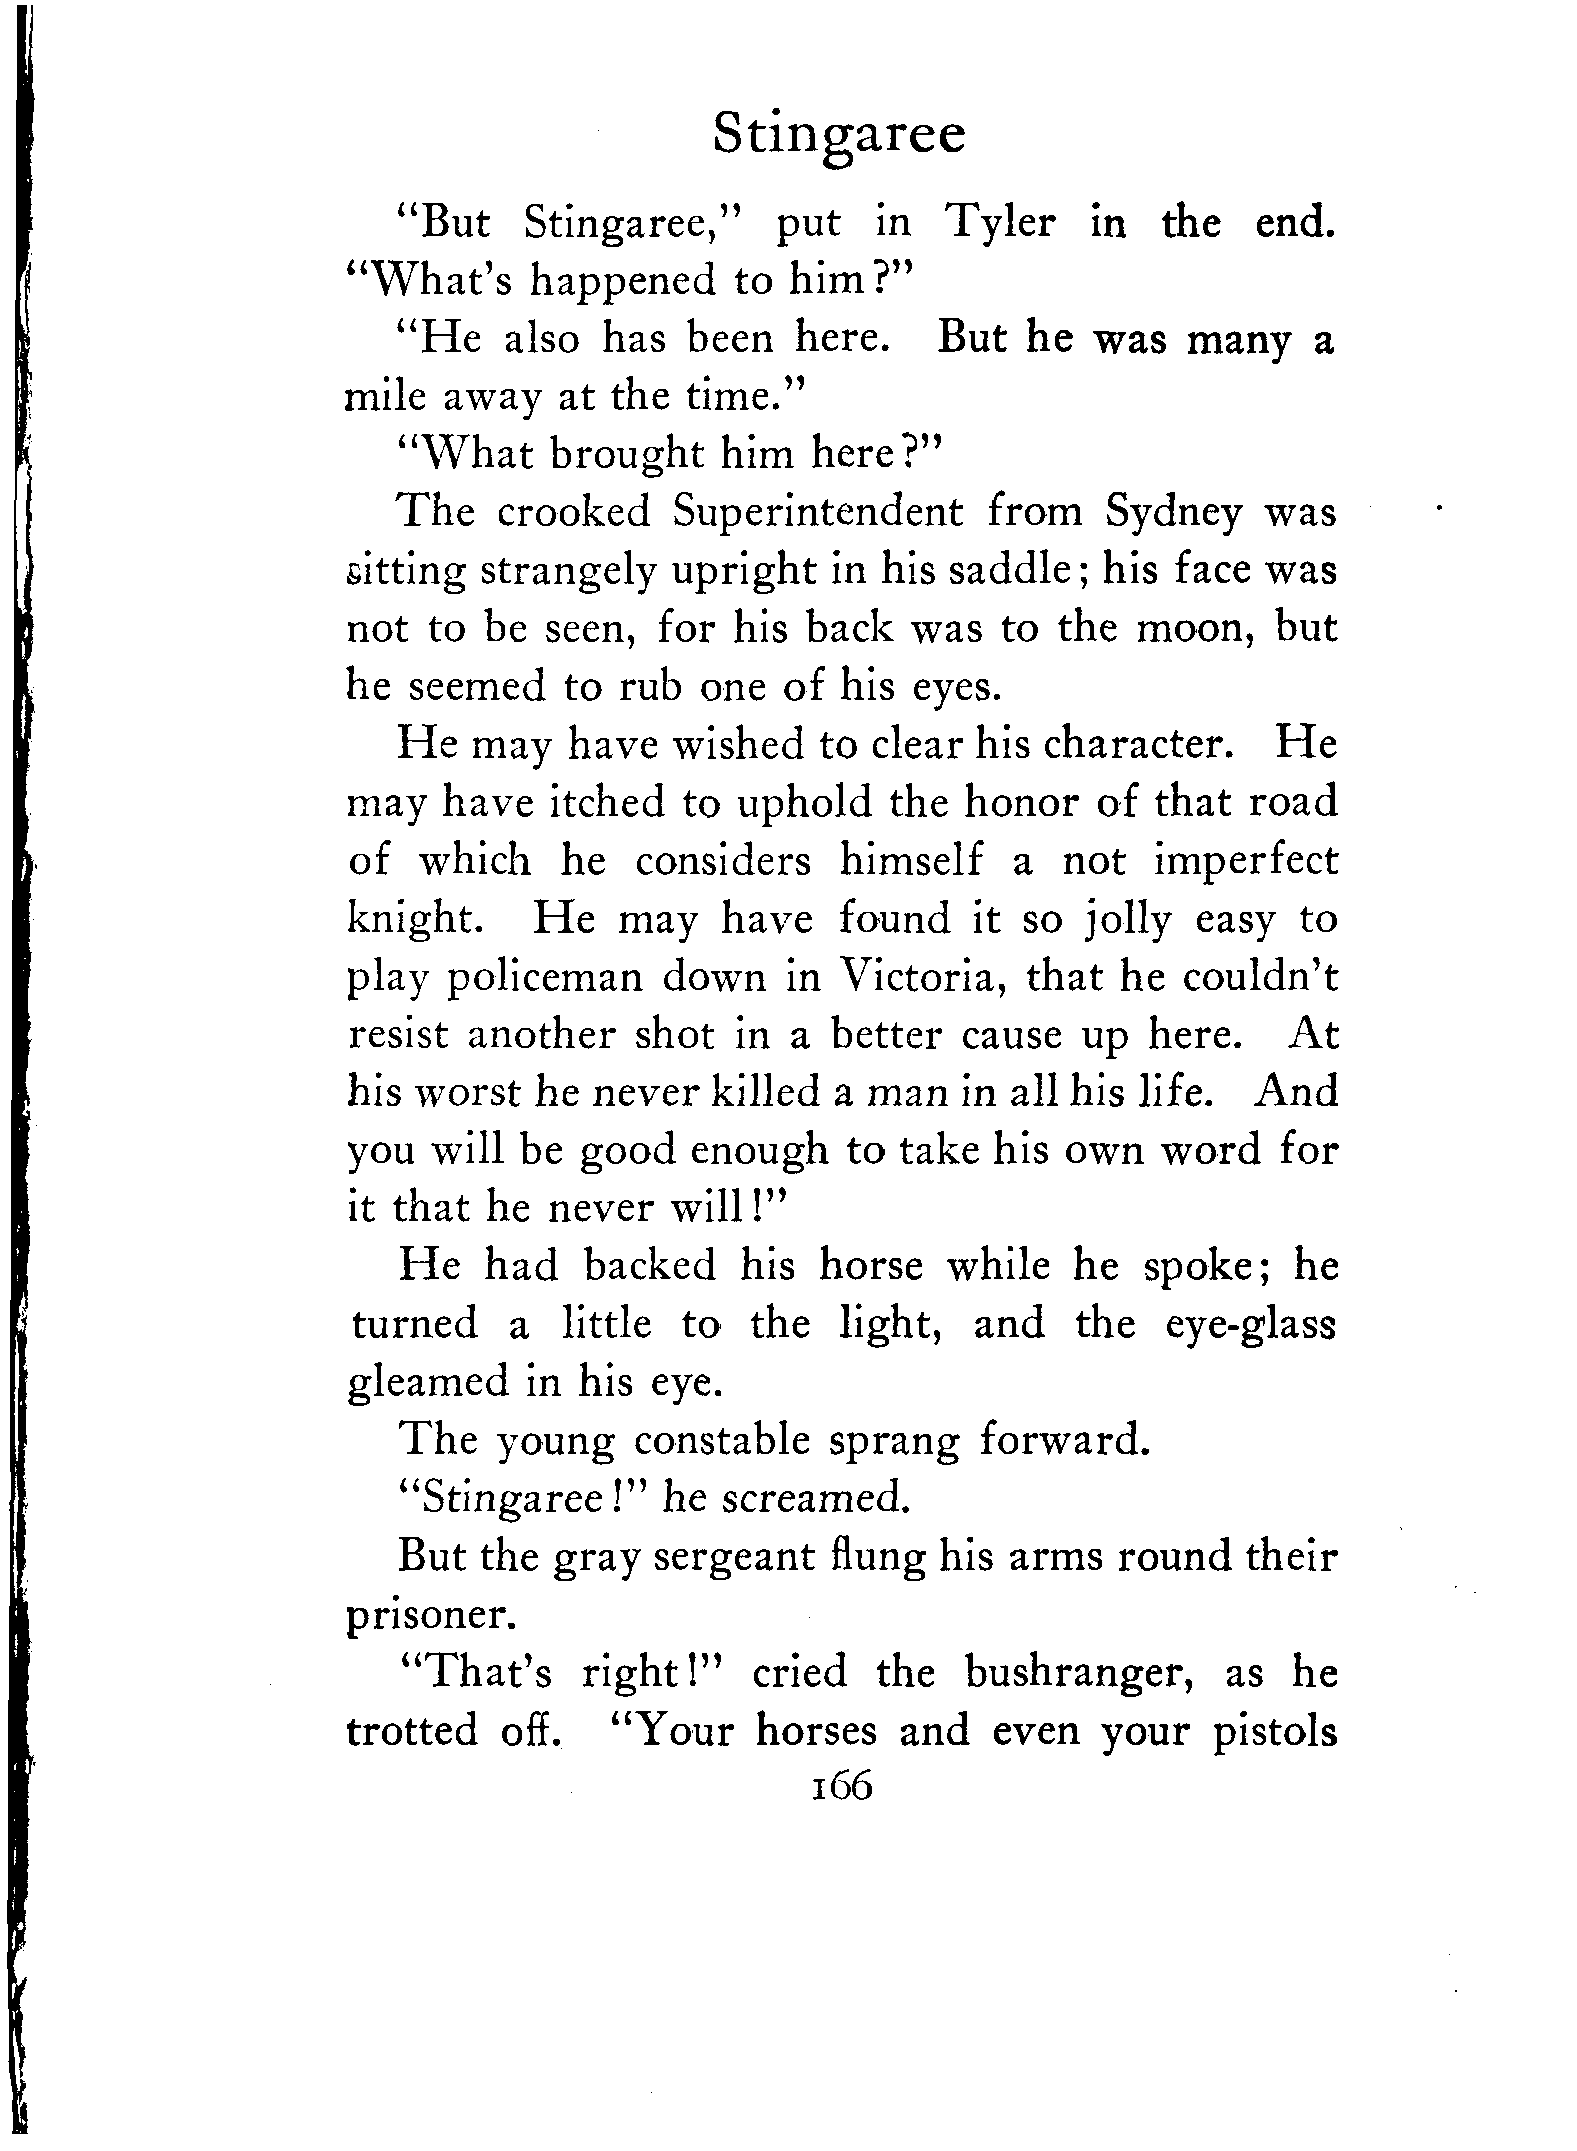 Stingaree
“But Stingaree,” put in Tyler in the end.
“What’s happened to him?”
“He also has been here. But he was many a
mile away at the time.”
“What brought him here?”
The crooked Superintendent from Sydney was
sitting strangely upright in his saddle; his face was
not to be seen, for his back was to the moon, but
he seemed to rub one of his eyes.
He may have wished to clear his character. He
may have itched to uphold the honor of that road
of which he considers himself a not imperfect
knight. He may have found it so jolly easy to
play policeman down in Victoria, that he couldn’t
resist another shot in a better cause up here. At
his worst he never killed a man in all his life. And
you will be good enough to take his own word for
it that he never will!”
He had backed his horse while he spoke; he
turned a little to the light, and the eye-glass
gleamed in his eye.
The young constable sprang forward.
“Stingaree!” he screamed.
But the gray sergeant flung his arms round their
prisoner.
“That’s right!” cried the bushranger, as he
trotted off. “Your horses and even your pistols
166